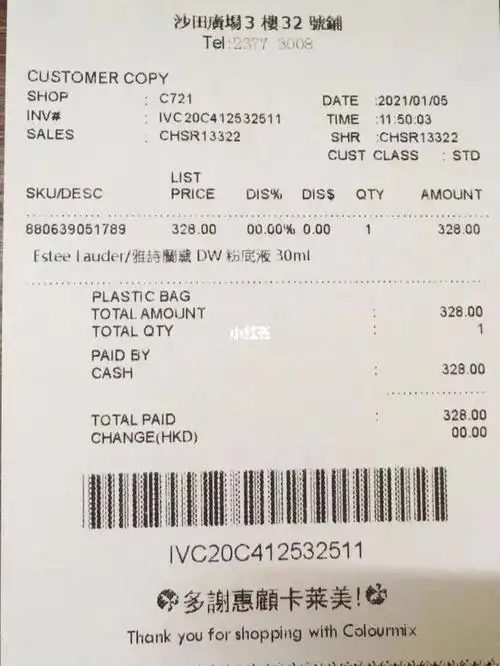 沙田廣場3樓32號鋪
Tel:2377 3008
CUSTOMER COPY
SHOP : C721 DATE :2021/01/05
INV# : IVC20C412532511 TIME :11:50:03
SALES : CHSR13322 SHR :CHSR13322
CUST CLASS : STD
SKU/DESC LIST PRICE DIS% DIS$ QTY AMOUNT
880639051789 328.00 00.00% 0.00 1 328.00
Estee Lauder/雅詩蘭黛 DW 粉底液 30ml
PLASTIC BAG
TOTAL AMOUNT : 328.00
TOTAL QTY : 1
小红书
PAID BY
CASH : 328.00
TOTAL PAID : 328.00
CHANGE(HKD) 00.00
IVC20C412532511
多謝惠顧卡萊美!
Thank you for shopping with Colourmix